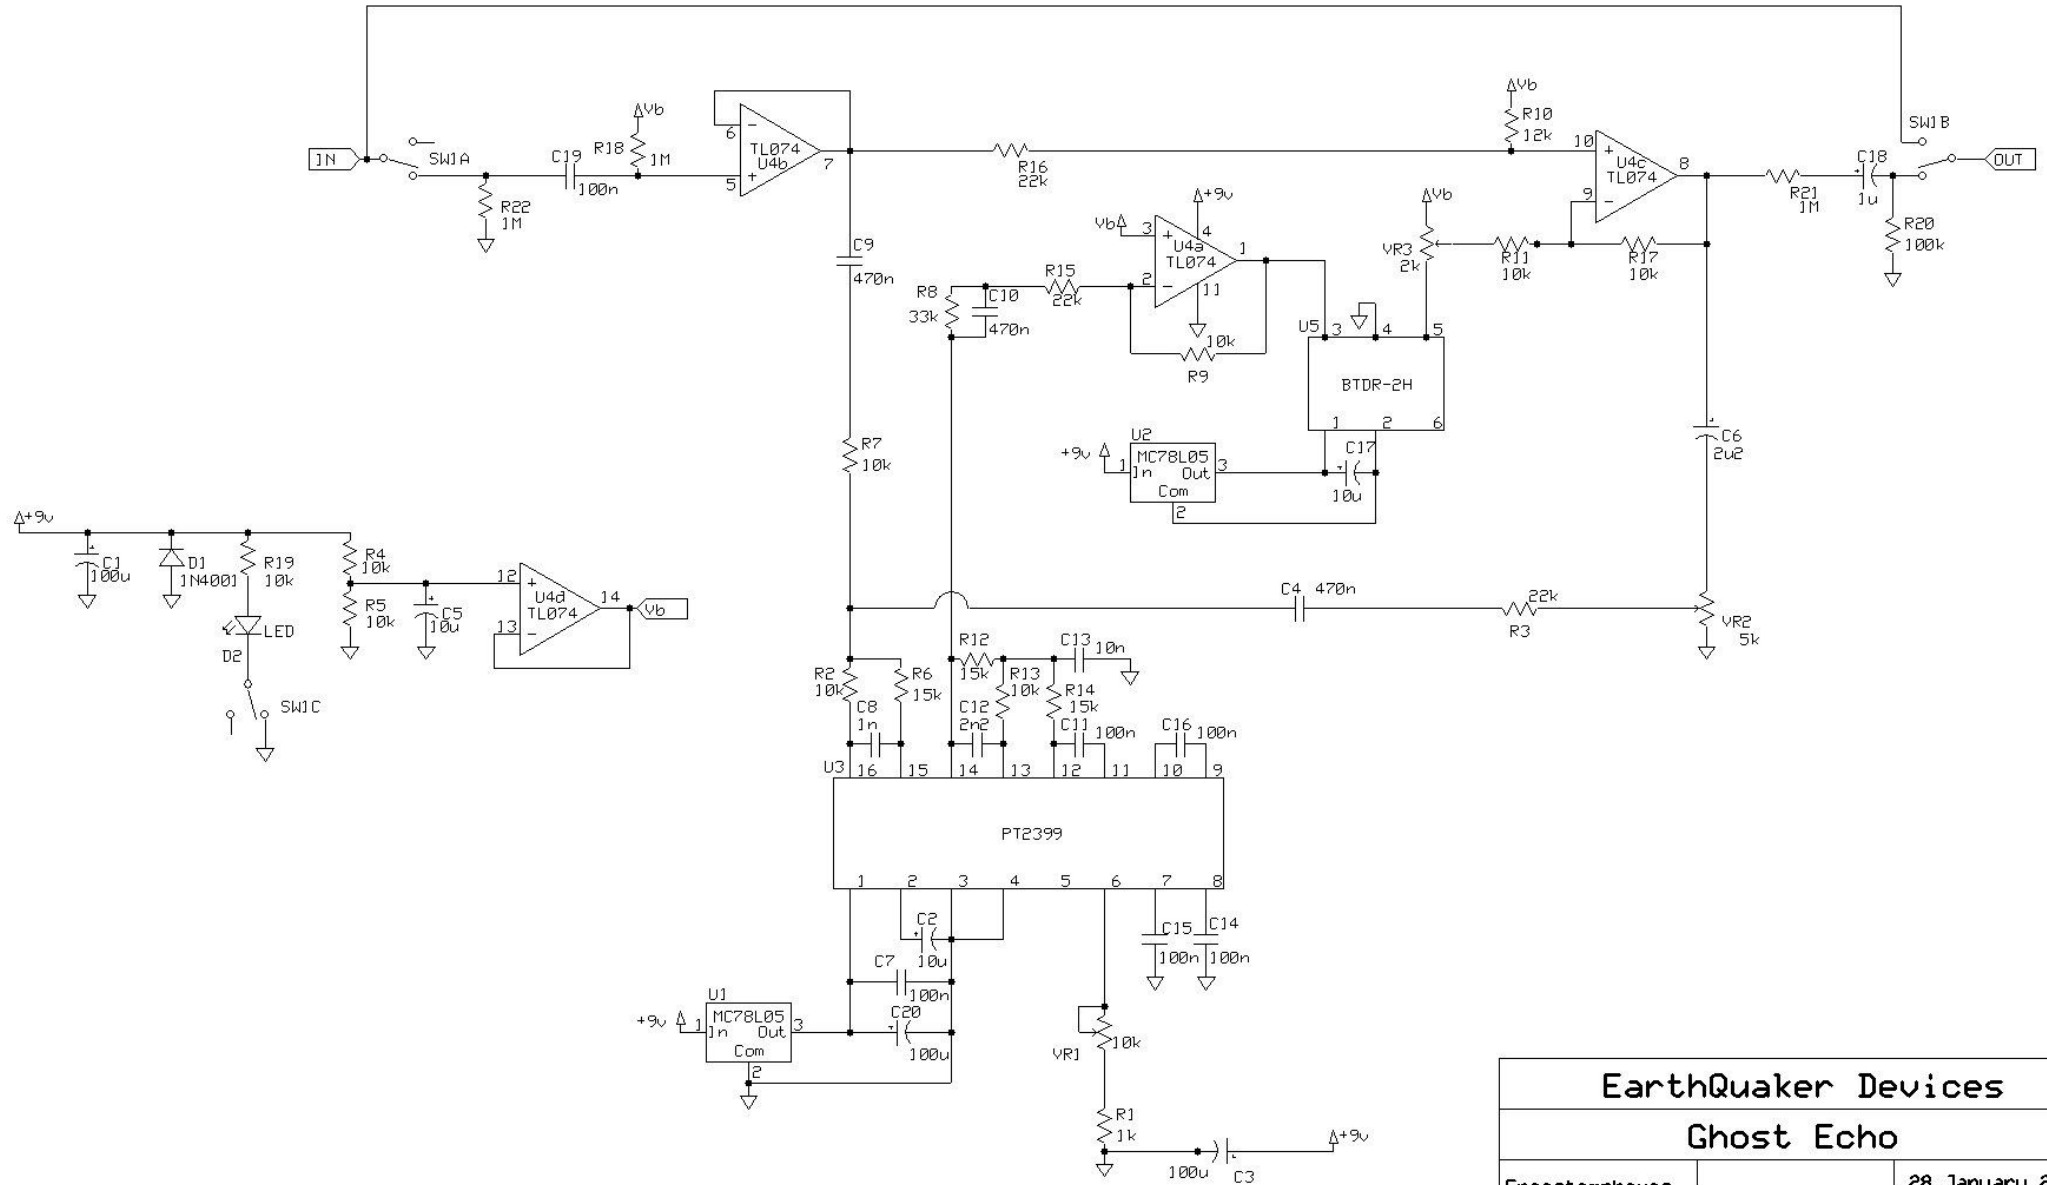 IN
SW1A
R22
1M
C19
100n
Vb
R18
1M
6
5
7
TL074
U4b
R16
22k
Vb
R10
12k
10
9
8
U4c
TL074
R21
1M
C18
1u
SW1B
OUT
R20
100k
C9
470n
R8
33k
C10
470n
R15
22k
Vb
3
2
+9v
4
1
U4a
TL074
11
10k
R9
Vb
VR3
2k
R11
10k
R17
10k
U5
3
4
5
BTDR-2H
1
2
6
U2
+9v
1
MC78L05
In
Out
3
Com
2
C17
10u
C6
2u2
R7
10k
+9v
C1
100u
D1
1N4001
R19
10k
LED
D2
SW1C
R4
10k
R5
10k
C5
10u
12
13
14
U4d
TL074
Vb
C4
470n
22k
R3
VR2
5k
R2
10k
R6
15k
C8
1n
R12
15k
R13
10k
C12
2n2
C13
10n
R14
15k
C11
100n
C16
100n
U3
16
15
14
13
12
11
10
9
PT2399
1
2
3
4
5
6
7
8
C2
10u
C7
100n
C20
100u
U1
+9v
1
MC78L05
In
Out
3
Com
2
C15
100n
C14
100n
VR1
10k
R1
1k
100u
C3
+9v
EarthQuaker Devices
Ghost Echo
28 January